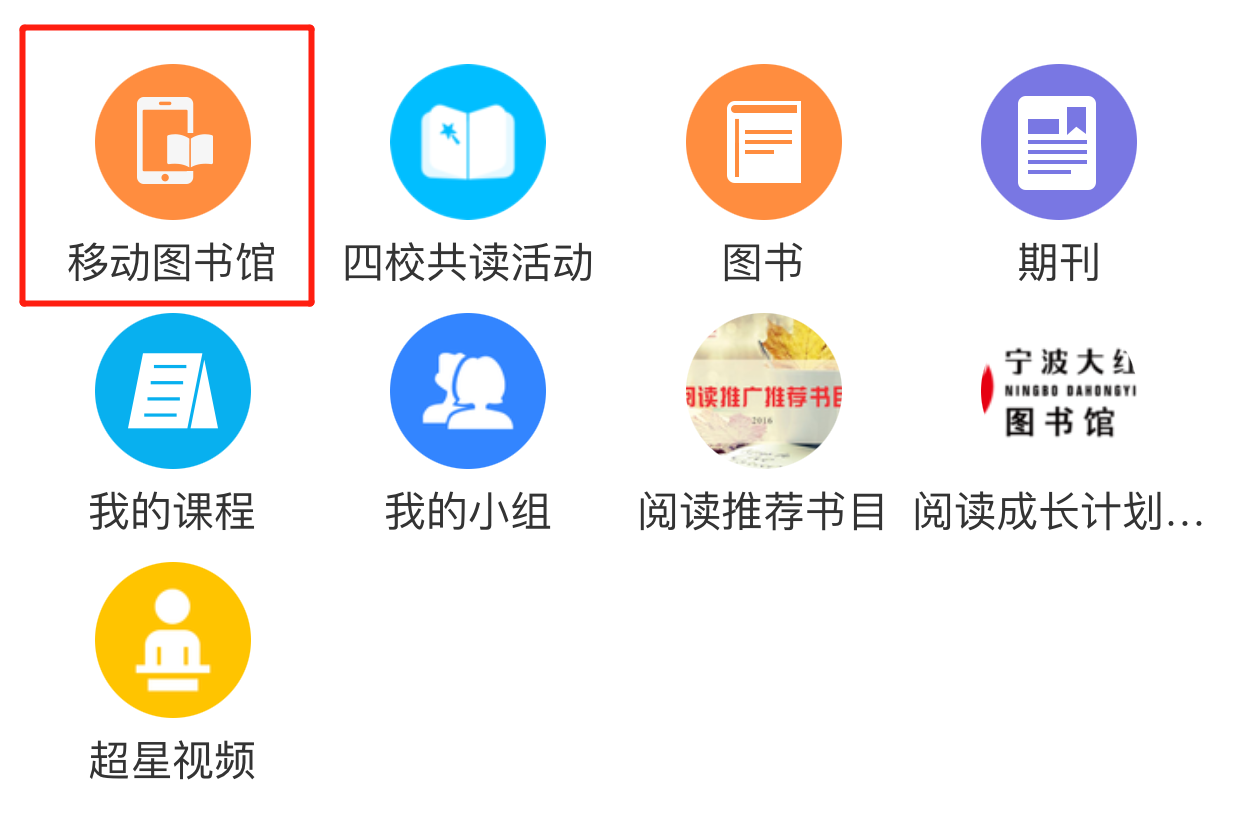 移动图书馆
四校共读活动
图书
期刊
阅读推广推荐书目
2016
宁波大红
NINGBO DAHONGYI
图书馆
我的课程
我的小组
阅读推荐书目
阅读成长计划...
超星视频